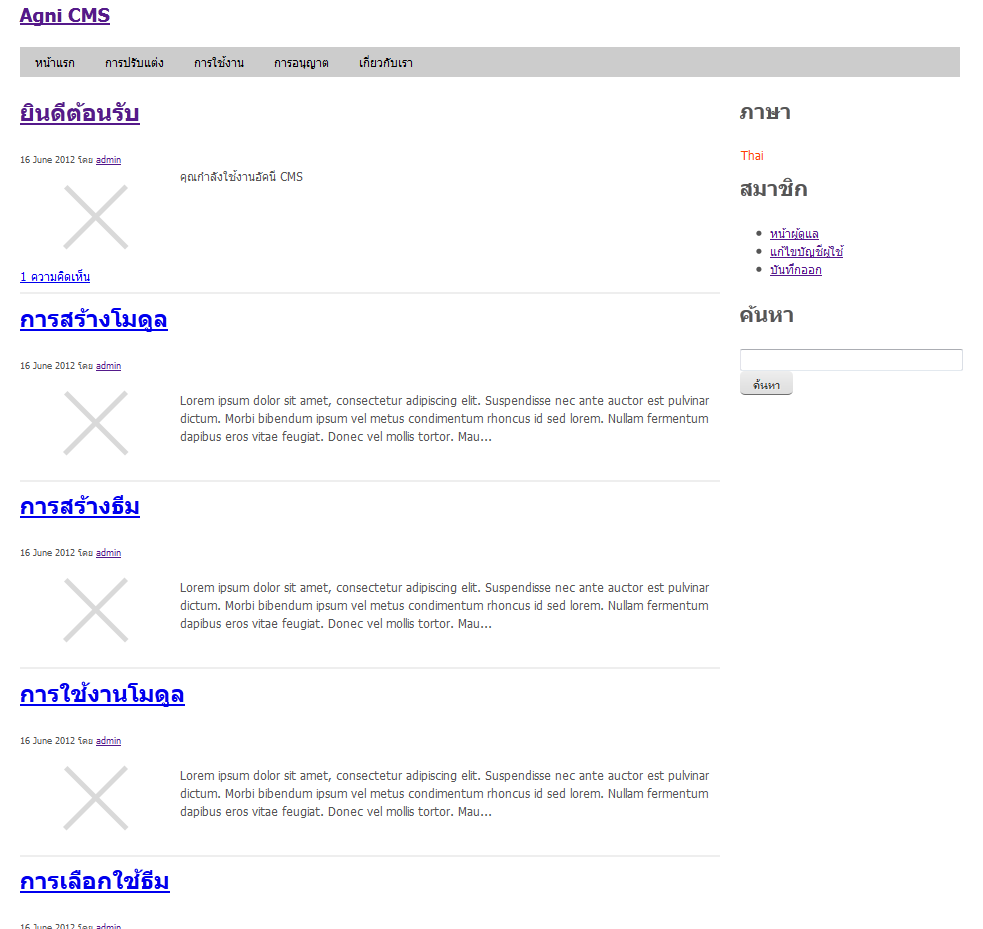 Agni CMS
หน้าแรก การปรับแต่ง การใช้งาน การอนุญาต เกี่ยวกับเรา
ยินดีต้อนรับ
16 June 2012 โดย admin
คุณกำลังใช้งานอัคนี CMS
1 ความคิดเห็น
การสร้างโมดูล
16 June 2012 โดย admin
Lorem ipsum dolor sit amet, consectetur adipiscing elit. Suspendisse nec ante auctor est pulvinar
dictum. Morbi bibendum ipsum vel metus condimentum rhoncus id sed lorem. Nullam fermentum
dapibus eros vitae feugiat. Donec vel mollis tortor. Mau...
การสร้างธีม
16 June 2012 โดย admin
Lorem ipsum dolor sit amet, consectetur adipiscing elit. Suspendisse nec ante auctor est pulvinar
dictum. Morbi bibendum ipsum vel metus condimentum rhoncus id sed lorem. Nullam fermentum
dapibus eros vitae feugiat. Donec vel mollis tortor. Mau...
การใช้งานโมดูล
16 June 2012 โดย admin
Lorem ipsum dolor sit amet, consectetur adipiscing elit. Suspendisse nec ante auctor est pulvinar
dictum. Morbi bibendum ipsum vel metus condimentum rhoncus id sed lorem. Nullam fermentum
dapibus eros vitae feugiat. Donec vel mollis tortor. Mau...
การเลือกใช้ธีม
16 June 2012 โดย admin
ภาษา
Thai
สมาชิก
หน้าผู้ดูแล
แก้ไขบัญชีผู้ใช้
บันทึกออก
ค้นหา
ค้นหา